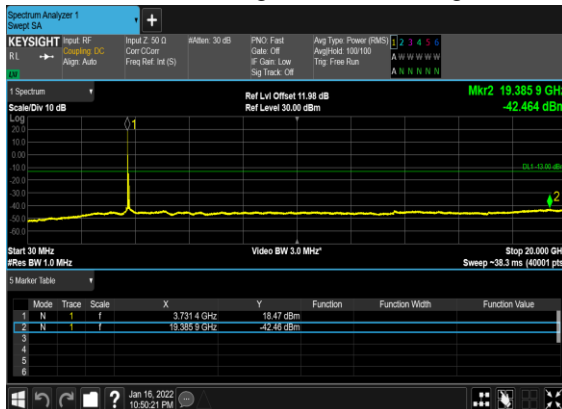 Spectrum Analyzer 1
Swept SA
KEYSIGHT Input: RF Input Z: 50 Ω #Atten: 30 dB PNO: Fast Avg Type: Power (RMS) 1 2 3 4 5 6
RL Coupling: DC Corr CCorr Gate: Off Avg|Hold: 100/100 A W W W W W
Align: Auto Freq Ref: Int (S) IF Gain: Low Trig: Free Run
Sig Track: Off A N N N N N
1 Spectrum Ref Lvl Offset 11.98 dB Mkr2 19.385 9 GHz
Scale/Div 10 dB Ref Level 30.00 dBm -42.464 dBm
Log
20.0
10.0
0.00
-10.0
-20.0
-30.0
-40.0
-50.0
-60.0
1
DL1 -13.00 dBm
2
Start 30 MHz Video BW 3.0 MHz* Stop 20.000 GHz
#Res BW 1.0 MHz Sweep ~38.3 ms (40001 pts)
5 Marker Table
Mode Trace Scale X Y Function Function Width Function Value
1 N 1 f 3.731 4 GHz 18.47 dBm
2 N 1 f 19.385 9 GHz -42.46 dBm
3
4
5
6
? Jan 16, 2022
10:50:21 PM